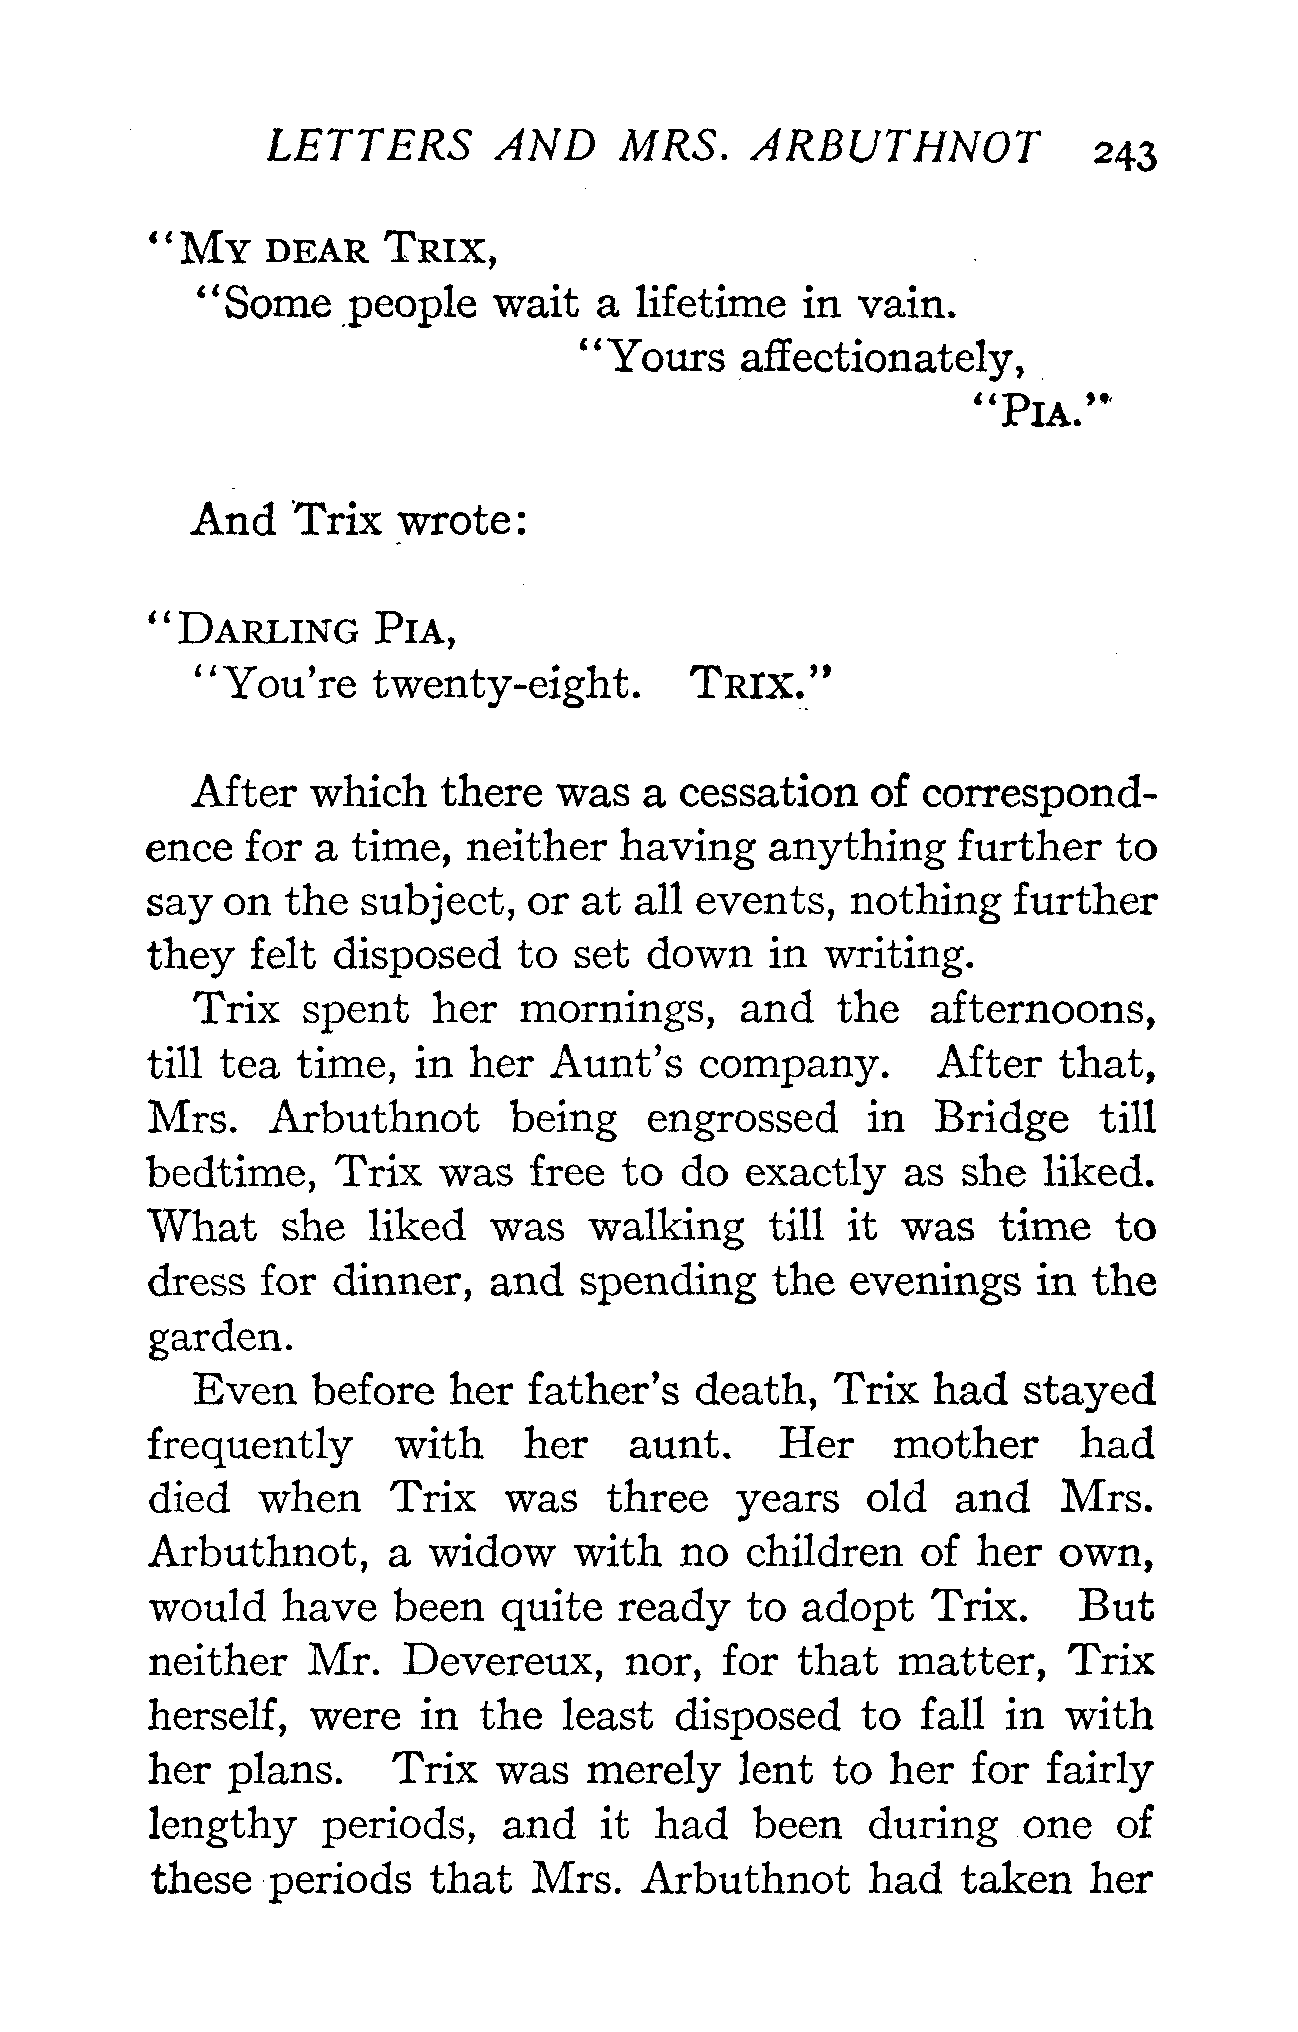 LETTERS AND MRS. ARBUTHNOT 243
"MY DEAR TRIX,
"Some people wait a lifetime in vain.
"Yours affectionately,
"PIA."
And Trix wrote:
"DARLING PIA,
"You're twenty-eight. TRIX."
After which there was a cessation of correspond-
ence for a time, neither having anything further to
say on the subject, or at all events, nothing further
they felt disposed to set down in writing.
Trix spent her mornings, and the afternoons,
till tea time, in her Aunt's company. After that,
Mrs. Arbuthnot being engrossed in Bridge till
bedtime, Trix was free to do exactly as she liked.
What she liked was walking till it was time to
dress for dinner, and spending the evenings in the
garden.
Even before her father's death, Trix had stayed
frequently with her aunt. Her mother had
died when Trix was three years old and Mrs.
Arbuthnot, a widow with no children of her own,
would have been quite ready to adopt Trix. But
neither Mr. Devereux, nor, for that matter, Trix
herself, were in the least disposed to fall in with
her plans. Trix was merely lent to her for fairly
lengthy periods, and it had been during one of
these periods that Mrs. Arbuthnot had taken her